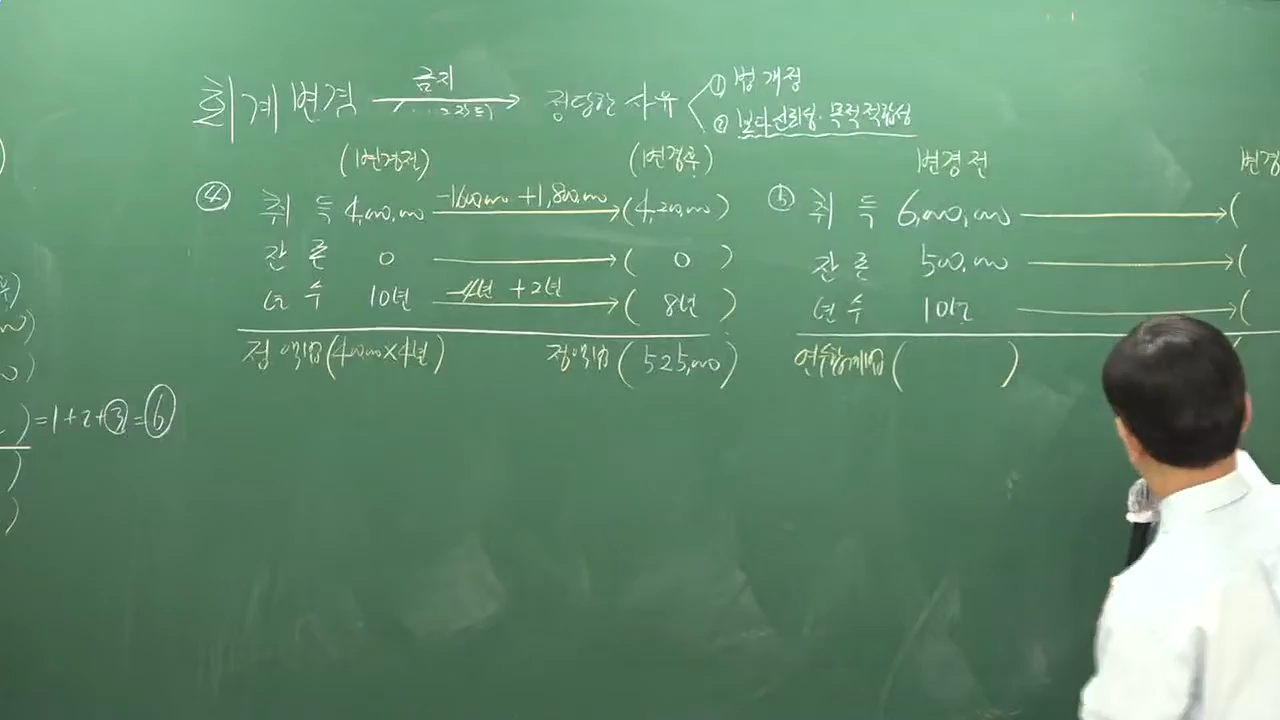 회계변경 금지 정당한 사유 ① 법 개정
② 보다 신뢰성·목적적합성
(변경전) (변경후) 변경전 변경
④ 취 득 4,000,000 -1,600,000 +1,800,000 (4,200,000) ⑤ 취 득 6,000,000 (
잔 존 0 ( 0 ) 잔 존 500,000 (
년 수 10년 -4년 +2년 ( 8년 ) 년 수 10년 (
정액법(400,000×4년) 정액법(525,000) 연수합계법( )
)=1+2+③=⑥